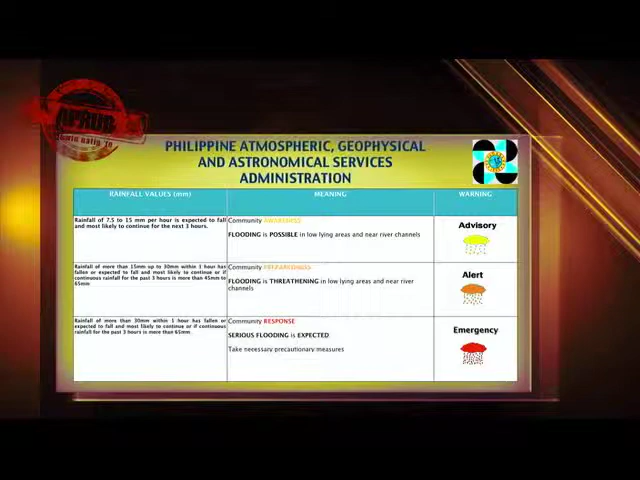 APRUB
PHILIPPINE ATMOSPHERIC, GEOPHYSICAL
AND ASTRONOMICAL SERVICES
ADMINISTRATION
RAINFALL VALUES (mm)
MEANING
WARNING
Rainfall of 7.5 to 15 mm per hour is expected to fall
and most likely to continue for the next 3 hours.
Community AWARENESS
FLOODING is POSSIBLE in low lying areas and near river channels
Advisory
Rainfall of more than 15mm up to 30mm within 1 hour has
fallen or expected to fall and most likely to continue or if
continuous rainfall for the past 3 hours is more than 45mm to
65mm
Community PREPAREDNESS
FLOODING is THREATHENING in low lying areas and near river
channels
Alert
Rainfall of more than 30mm within 1 hour has fallen or
expected to fall and most likely to continue or if continuous
rainfall for the past 3 hours is more than 65mm
Community RESPONSE
SERIOUS FLOODING is EXPECTED
Take necessary precautionary measures
Emergency